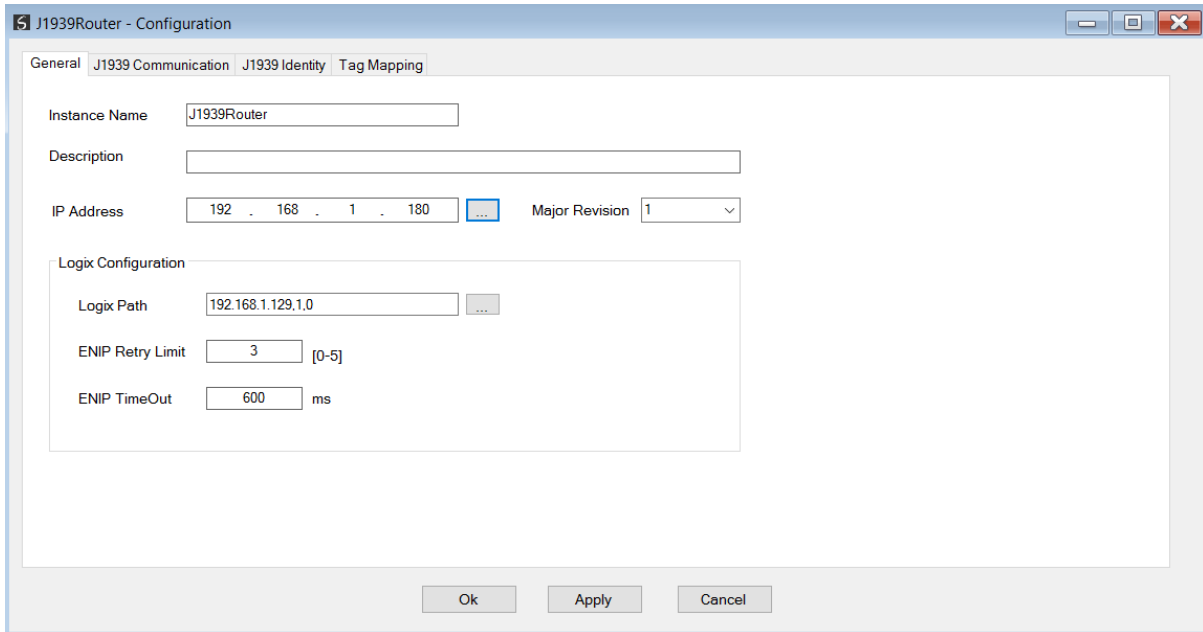 J1939Router - Configuration
General J1939 Communication J1939 Identity Tag Mapping
Instance Name J1939Router
Description
IP Address 192 . 168 . 1 . 180 ... Major Revision 1
Logix Configuration
Logix Path 192.168.1.129,1,0 ...
ENIP Retry Limit 3 [0-5]
ENIP TimeOut 600 ms
Ok Apply Cancel